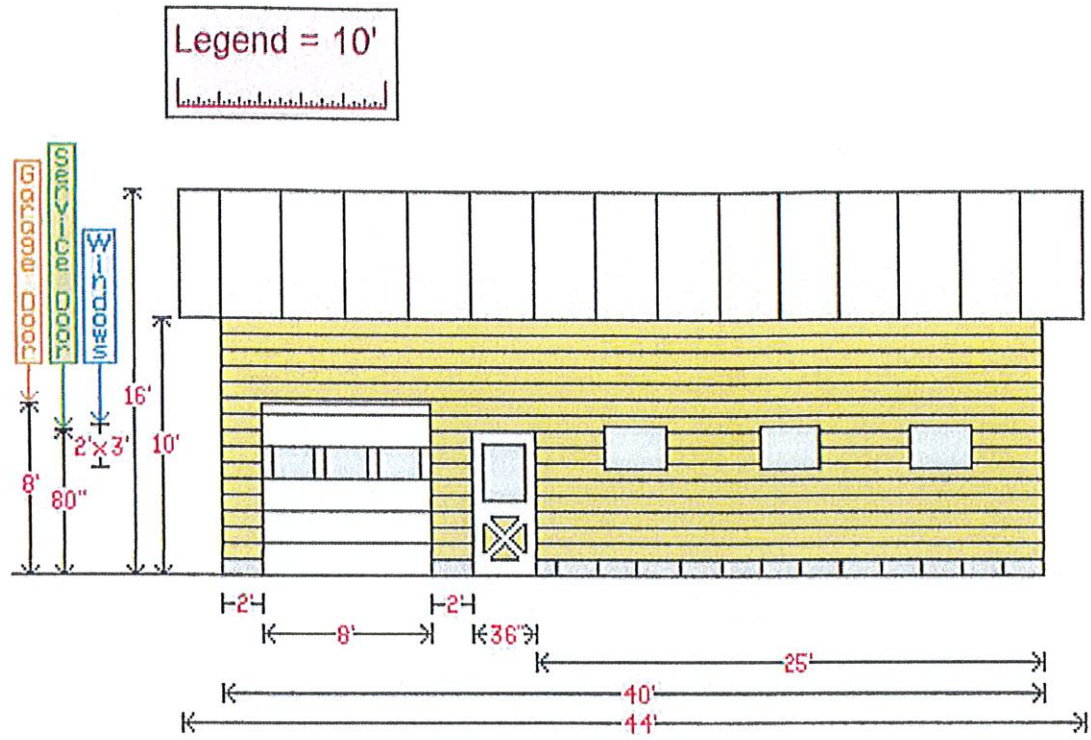 Legend = 10'
Garage Door
Service Door
Windows
16'
10'
2'x3'
8'
80"
2'
2'
8'
36"
25'
40'
44'